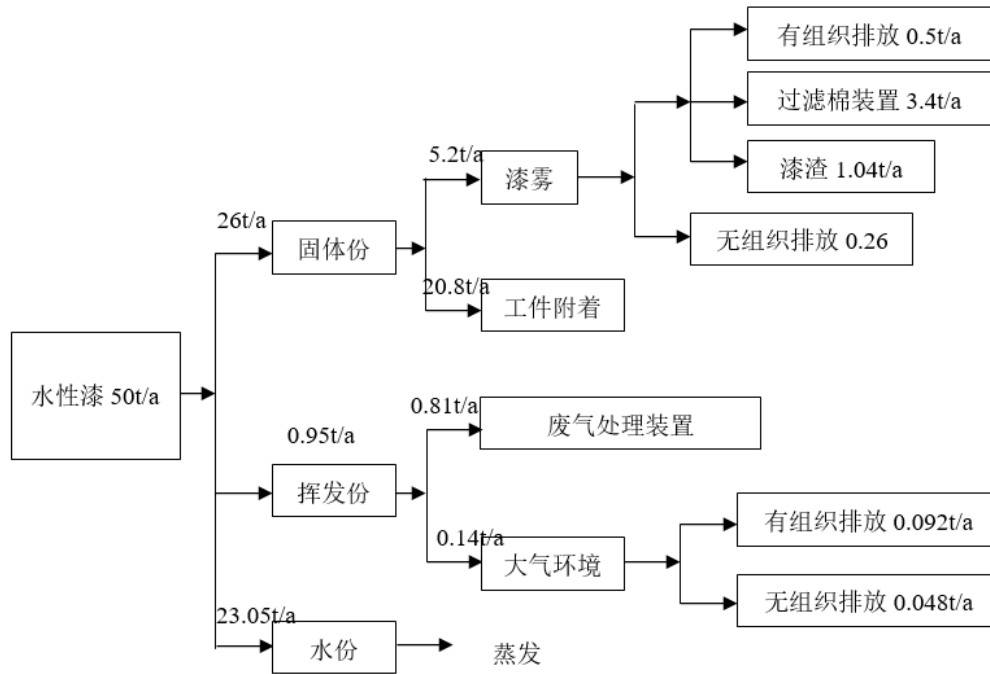 有组织排放 0.5t/a
过滤棉装置 3.4t/a
5.2t/a
漆雾
漆渣 1.04t/a
26t/a
固体份
无组织排放 0.26
20.8t/a
工件附着
水性漆 50t/a
0.81t/a
废气处理装置
0.95t/a
挥发份
有组织排放 0.092t/a
0.14t/a
大气环境
无组织排放 0.048t/a
23.05t/a
水份
蒸发